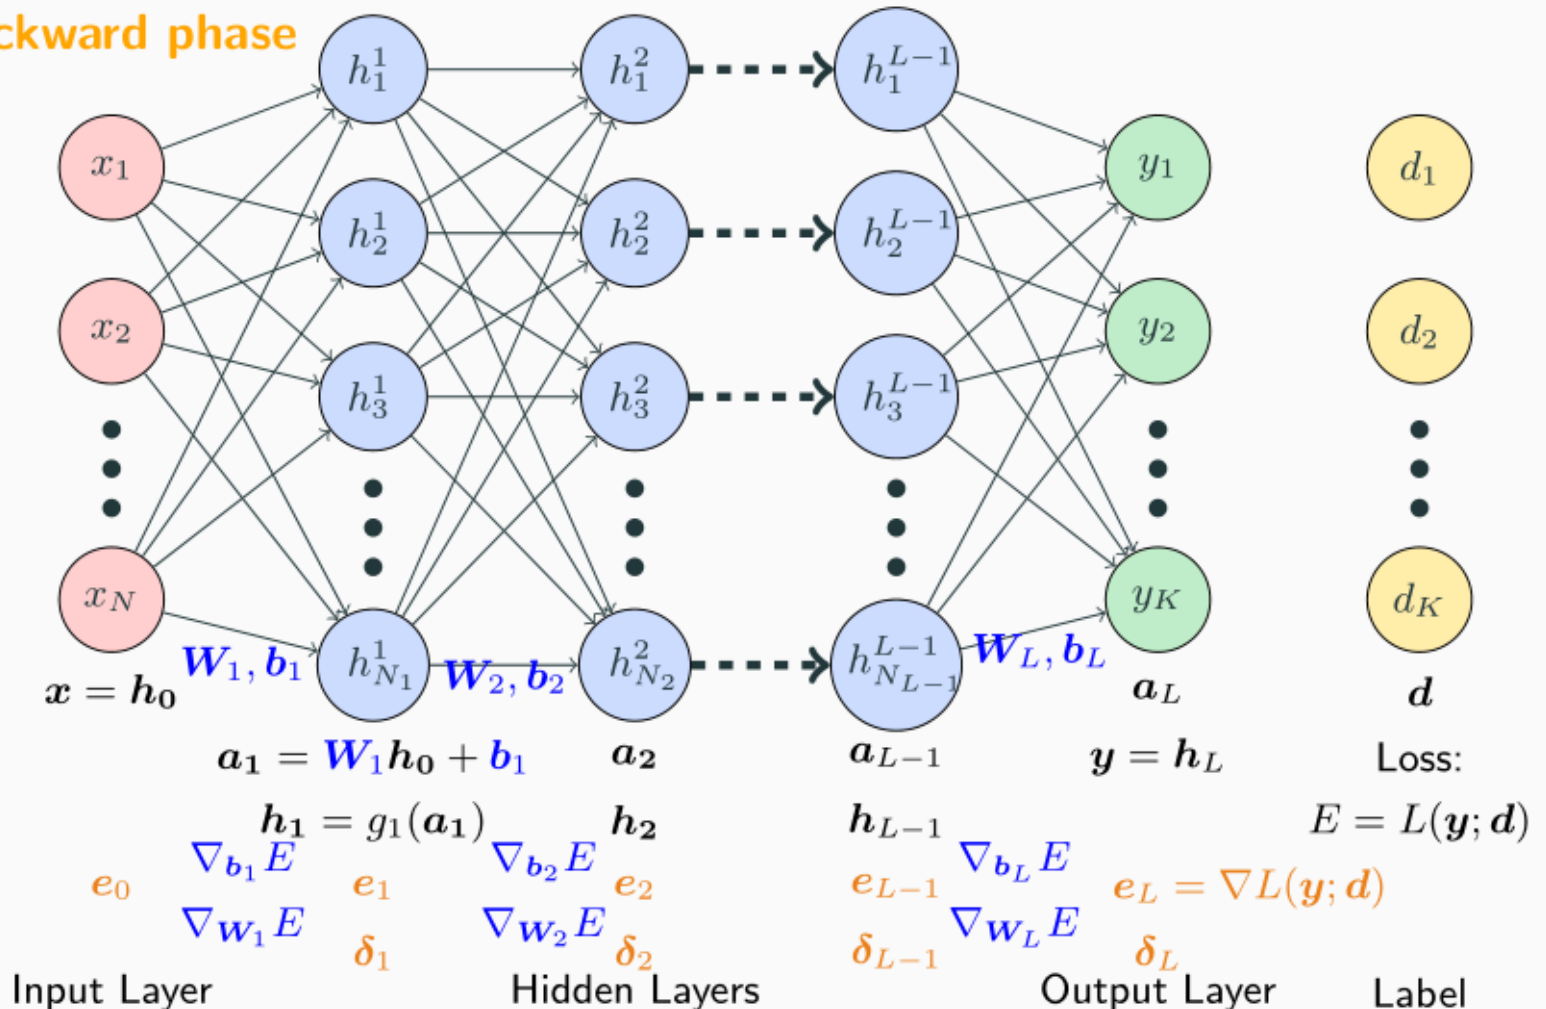 ckward phase
h_1^1 h_1^2 h_1^{L-1}
x_1 y_1 d_1
h_2^1 h_2^2 h_2^{L-1}
x_2 y_2 d_2
h_3^1 h_3^2 h_3^{L-1}
x_N y_K d_K
W_1, b_1 h_{N_1}^1 W_2, b_2 h_{N_2}^2 h_{N_{L-1}}^{L-1} W_L, b_L
x = h_0 a_L d
a_1 = W_1 h_0 + b_1 a_2 a_{L-1} y = h_L Loss:
h_1 = g_1(a_1) h_2 h_{L-1} E = L(y; d)
∇_{b_1} E ∇_{b_2} E ∇_{b_L} E
e_0 e_1 e_2 e_{L-1} e_L = ∇L(y; d)
∇_{W_1} E ∇_{W_2} E ∇_{W_L} E
δ_1 δ_2 δ_{L-1} δ_L
Input Layer Hidden Layers Output Layer Label